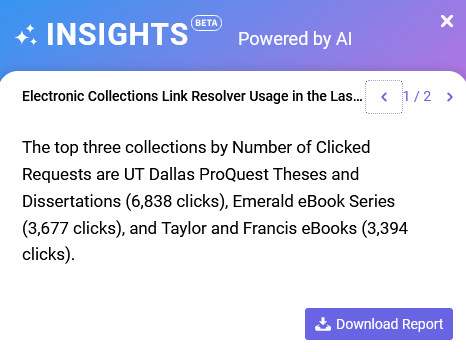 INSIGHTS BETA
Powered by AI
Electronic Collections Link Resolver Usage in the Las...
1 / 2
The top three collections by Number of Clicked
Requests are UT Dallas ProQuest Theses and
Dissertations (6,838 clicks), Emerald eBook Series
(3,677 clicks), and Taylor and Francis eBooks (3,394
clicks).
Download Report